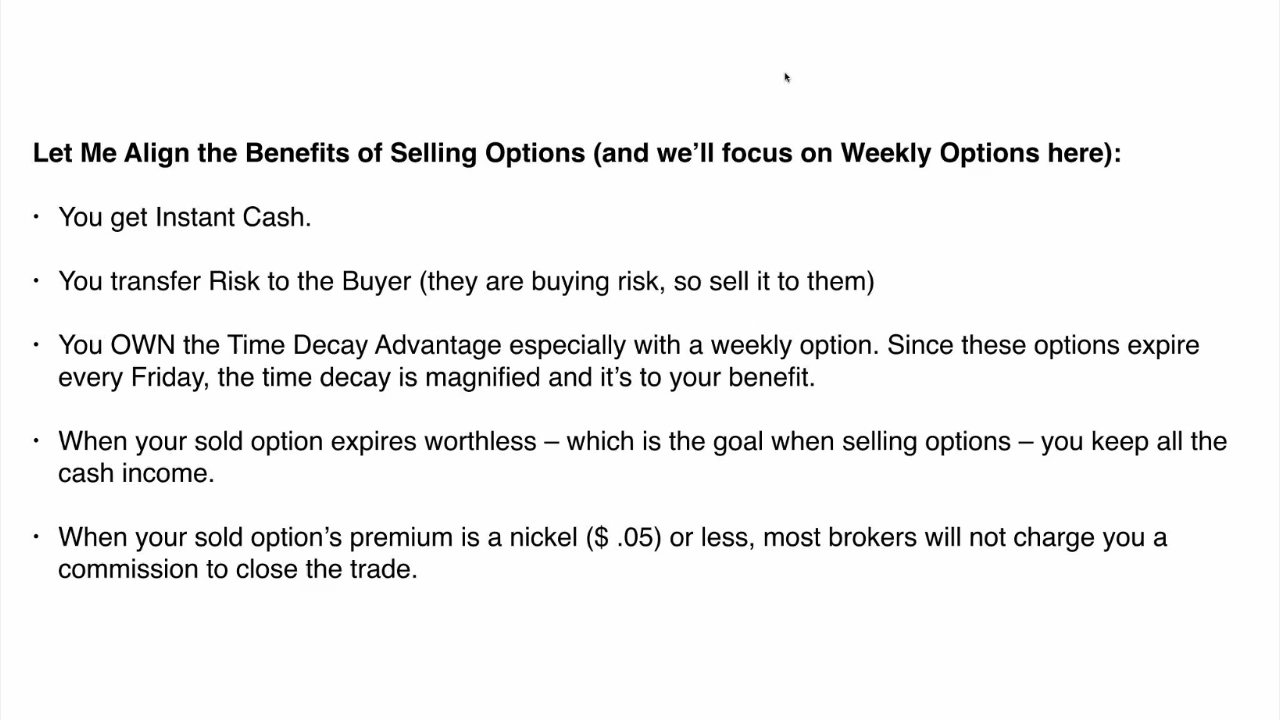 Let Me Align the Benefits of Selling Options (and we’ll focus on Weekly Options here):
• You get Instant Cash.
• You transfer Risk to the Buyer (they are buying risk, so sell it to them)
• You OWN the Time Decay Advantage especially with a weekly option. Since these options expire
every Friday, the time decay is magnified and it’s to your benefit.
• When your sold option expires worthless – which is the goal when selling options – you keep all the
cash income.
• When your sold option’s premium is a nickel ($ .05) or less, most brokers will not charge you a
commission to close the trade.